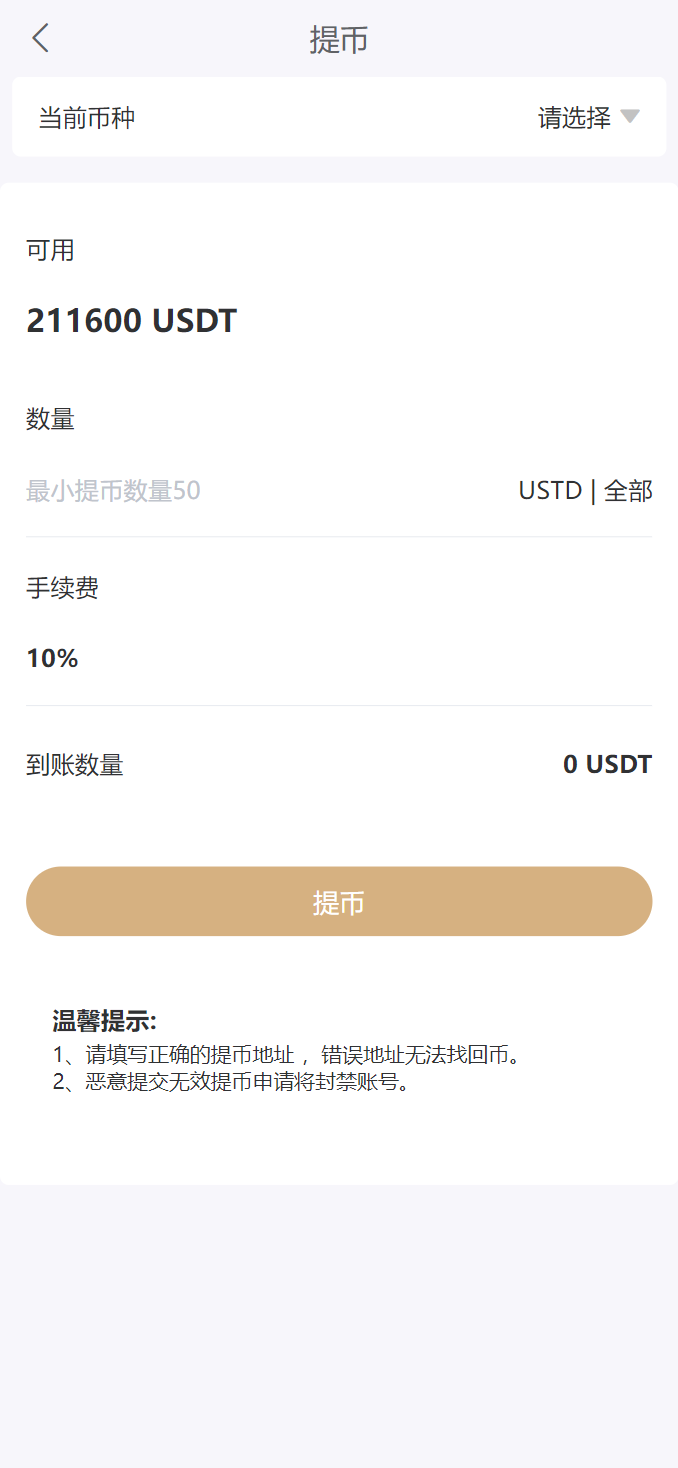 提币
当前币种 请选择
可用
211600 USDT
数量
最小提币数量50 USTD | 全部
手续费
10%
到账数量 0 USDT
提币
温馨提示:
1、请填写正确的提币地址 ，错误地址无法找回币。
2、恶意提交无效提币申请将封禁账号。